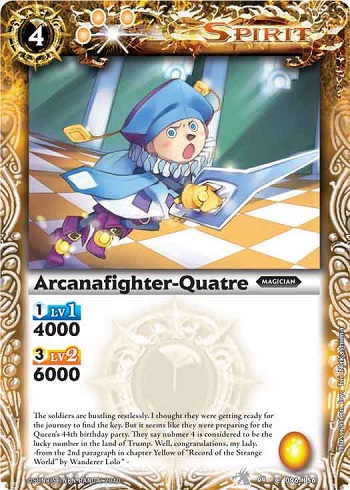 4
SPIRIT
Arcanafighter-Quatre
MAGICIAN
1 LV1
4000
3 LV2
6000
The soldiers are bustling restlessly. I thought they were getting ready for
the journey to find the key. But it seems like they were preparing for the
Queen's 44th birthday party. They say nubmer 4 is considered to be the
lucky number in the land of Trump. Well, congratulations, my lady.
-from the 2nd paragraph in chapter Yellow of "Record of the Strange
World" by Wanderer Lolo" -